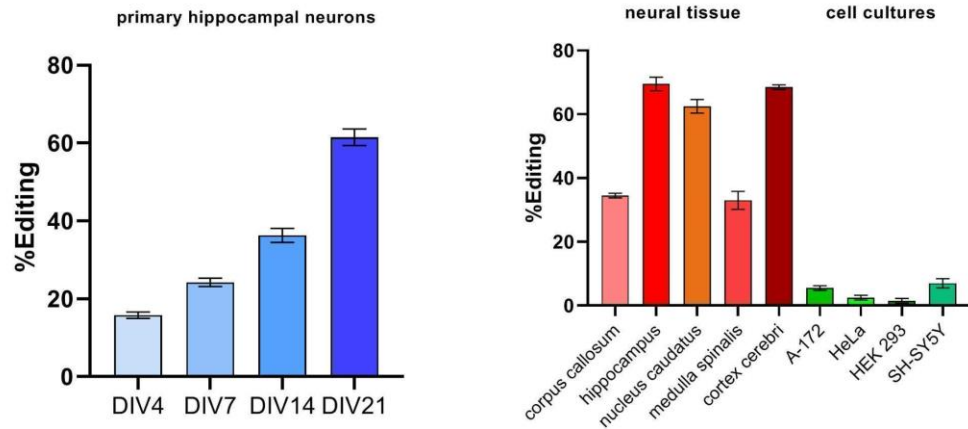 primary hippocampal neurons
%Editing
80
60
40
20
0
DIV4 DIV7 DIV14 DIV21
neural tissue cell cultures
%Editing
80
60
40
20
0
corpus callosum
hippocampus
nucleus caudatus
medulla spinalis
cortex cerebri
A-172
HeLa
HEK 293
SH-SY5Y